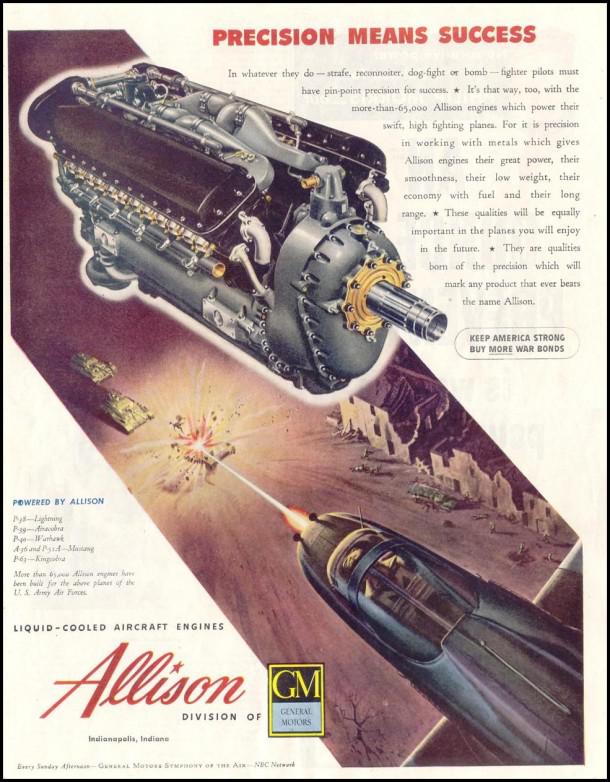 PRECISION MEANS SUCCESS
In whatever they do — strafe, reconnoiter, dog-fight or bomb — fighter pilots must
have pin-point precision for success. ★ It's that way, too, with the
more-than-65,000 Allison engines which power their
swift, high fighting planes. For it is precision
in working with metals which gives
Allison engines their great power, their
smoothness, their low weight, their
economy with fuel and their long
range. ★ These qualities will be equally
important in the planes you will enjoy
in the future. ★ They are qualities
born of the precision which will
mark any product that ever bears
the name Allison.
KEEP AMERICA STRONG
BUY MORE WAR BONDS
POWERED BY ALLISON
P-38—Lightning
P-39—Airacobra
P-40—Warhawk
A-36 and P-51A—Mustang
P-63—Kingcobra
More than 65,000 Allison engines have
been built for the above planes of the
U. S. Army Air Forces.
LIQUID-COOLED AIRCRAFT ENGINES
Allison
DIVISION OF
GM
GENERAL
MOTORS
Indianapolis, Indiana
Every Sunday Afternoon—GENERAL MOTORS SYMPHONY OF THE AIR—NBC Network